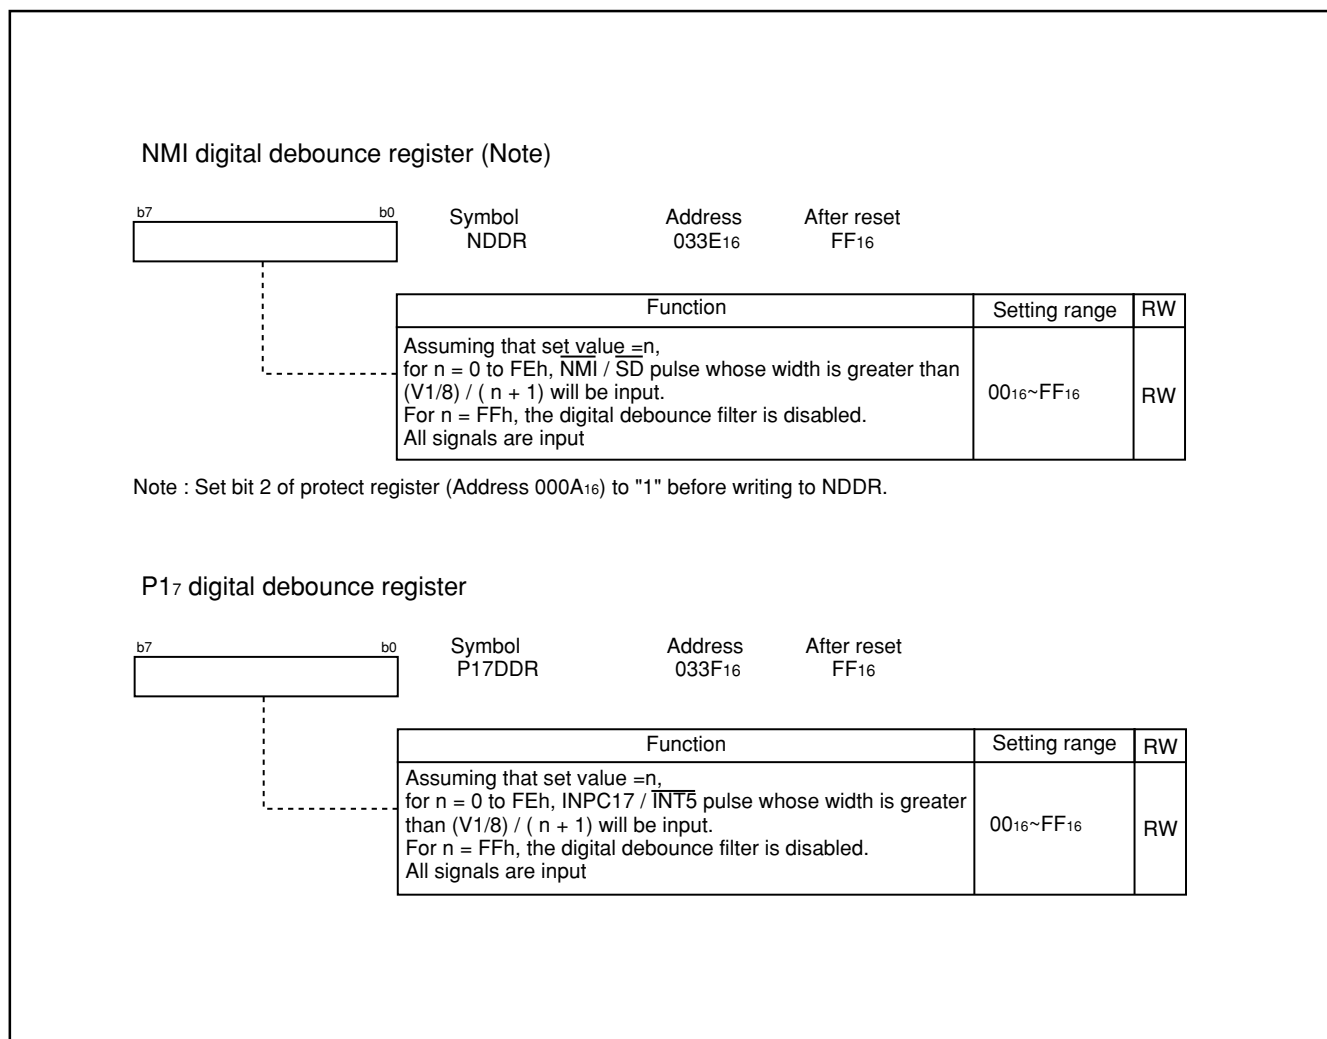 NMI digital debounce register (Note)
b7 b0 Symbol Address After reset
NDDR 033E16 FF16
Function Setting range RW
Assuming that set value =n,
for n = 0 to FEh, NMI / SD pulse whose width is greater than
(V1/8) / ( n + 1) will be input. 0016~FF16 RW
For n = FFh, the digital debounce filter is disabled.
All signals are input
Note : Set bit 2 of protect register (Address 000A16) to "1" before writing to NDDR.
P17 digital debounce register
b7 b0 Symbol Address After reset
P17DDR 033F16 FF16
Function Setting range RW
Assuming that set value =n,
for n = 0 to FEh, INPC17 / INT5 pulse whose width is greater
than (V1/8) / ( n + 1) will be input. 0016~FF16 RW
For n = FFh, the digital debounce filter is disabled.
All signals are input